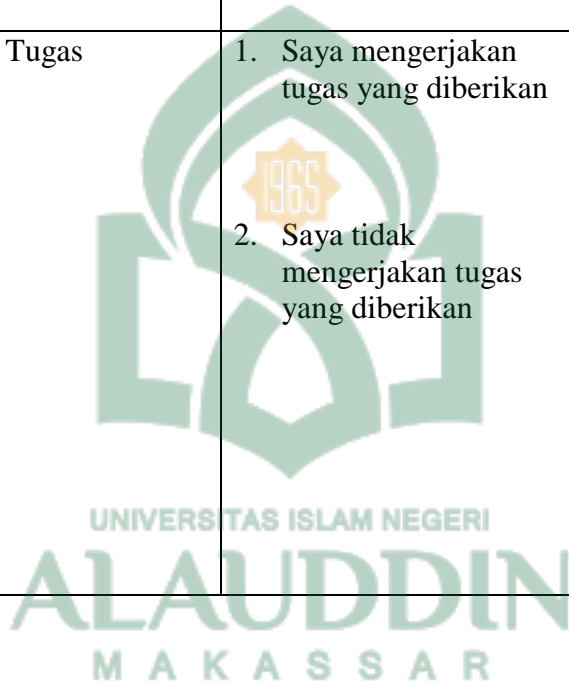 Tugas
1. Saya mengerjakan
tugas yang diberikan
1965
2. Saya tidak
mengerjakan tugas
yang diberikan
UNIVERSITAS ISLAM NEGERI
ALAUDDIN
MAKASSAR